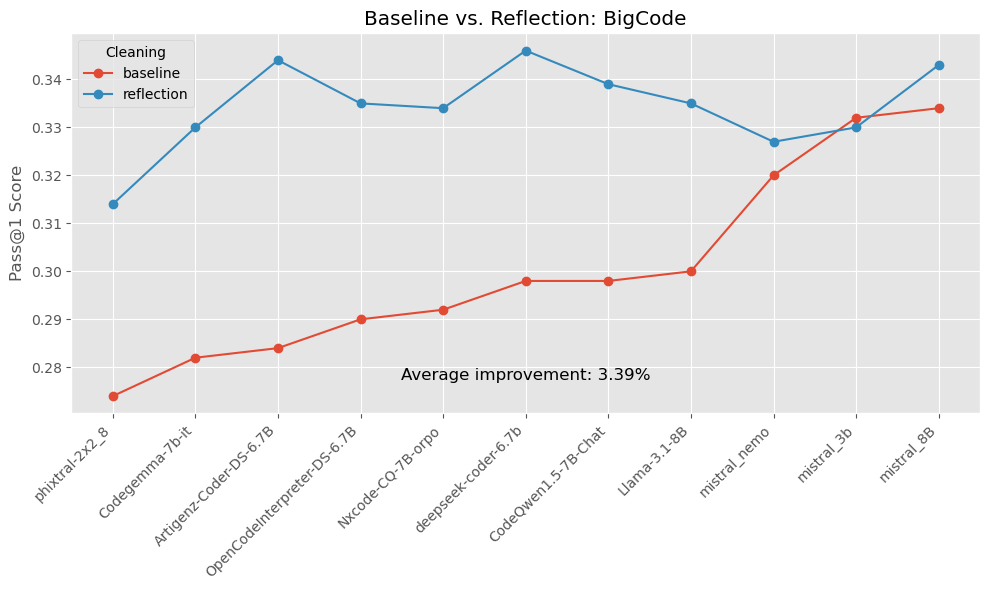 Baseline vs. Reflection: BigCode
Cleaning
baseline
reflection
Pass@1 Score
0.34
0.33
0.32
0.31
0.30
0.29
0.28
Average improvement: 3.39%
phixtral-2x2_8
Codegemma-7b-it
Artigenz-Coder-DS-6.7B
OpenCodeInterpreter-DS-6.7B
Nxcode-CQ-7B-orpo
deepseek-coder-6.7b
CodeQwen1.5-7B-Chat
Llama-3.1-8B
mistral_nemo
mistral_3b
mistral_8B